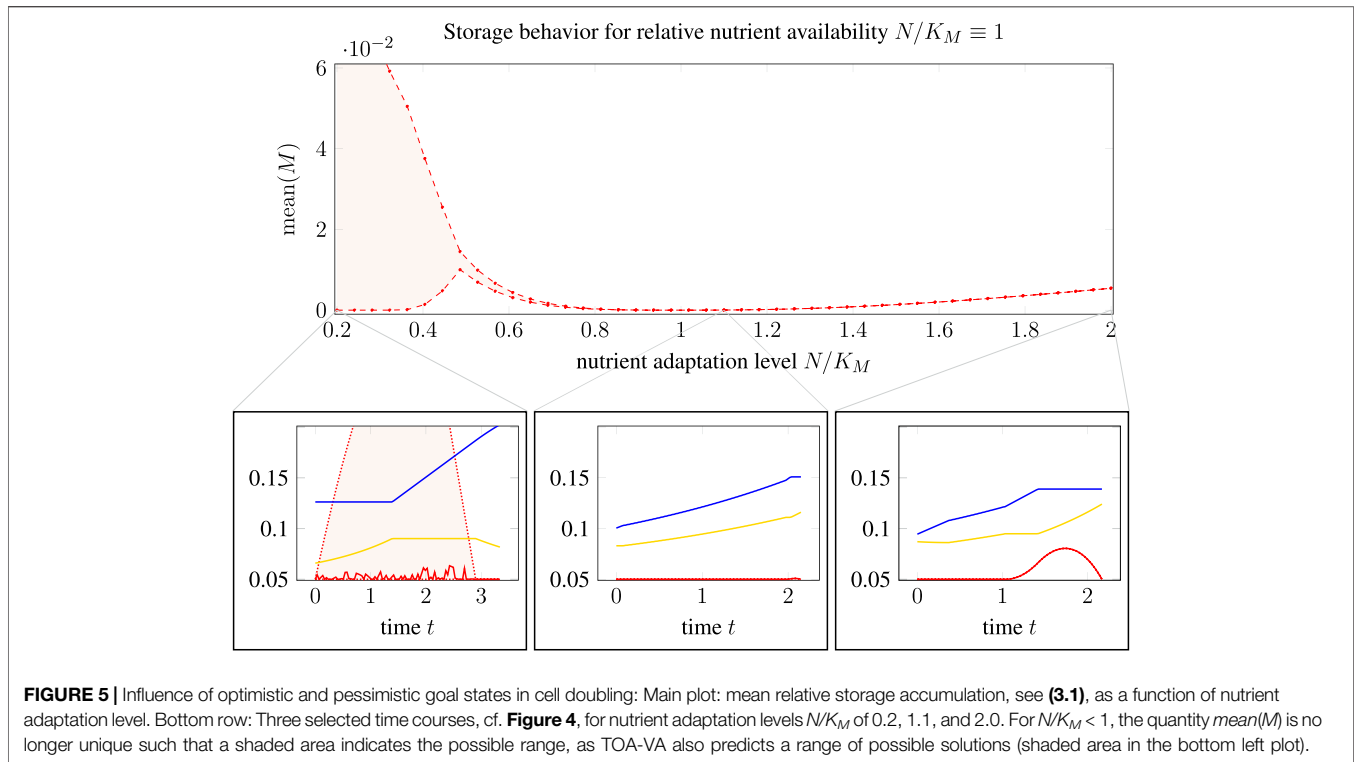 Storage behavior for relative nutrient availability N/K_M ≡ 1
·10⁻²
6
4
2
0
mean(M)
0.2 0.4 0.6 0.8 1 1.2 1.4 1.6 1.8 2
nutrient adaptation level N/K_M
0.15
0.1
0.05
0 1 2 3
time t
0.15
0.1
0.05
0 1 2
time t
0.15
0.1
0.05
0 1 2
time t
FIGURE 5 | Influence of optimistic and pessimistic goal states in cell doubling: Main plot: mean relative storage accumulation, see (3.1), as a function of nutrient
adaptation level. Bottom row: Three selected time courses, cf. Figure 4, for nutrient adaptation levels N/K_M of 0.2, 1.1, and 2.0. For N/K_M < 1, the quantity mean(M) is no
longer unique such that a shaded area indicates the possible range, as TOA-VA also predicts a range of possible solutions (shaded area in the bottom left plot).